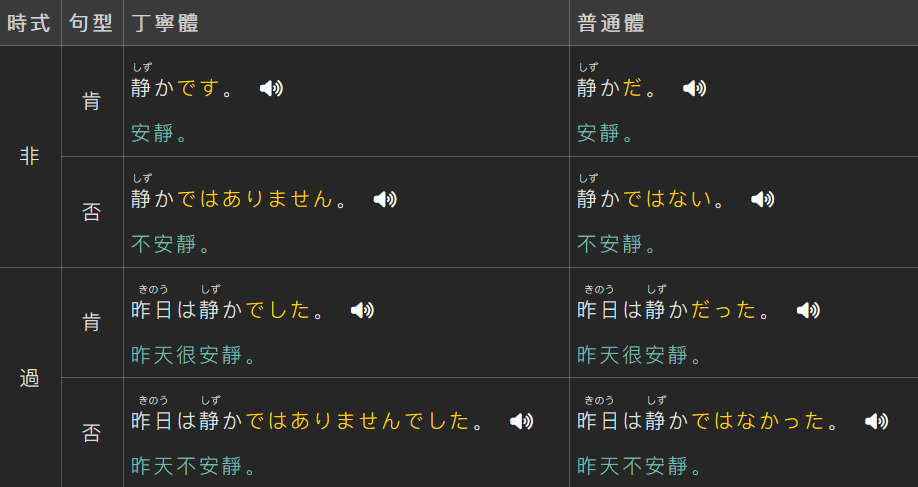 時式 句型 丁寧體 普通體
非
肯
しず
静かです。
安靜。
しず
静かだ。
安靜。
否
しず
静かではありません。
不安靜。
しず
静かではない。
不安靜。
過
肯
きのう しず
昨日は静かでした。
昨天很安靜。
きのう しず
昨日は静かだった。
昨天很安靜。
否
きのう しず
昨日は静かではありませんでした。
昨天不安靜。
きのう しず
昨日は静かではなかった。
昨天不安靜。